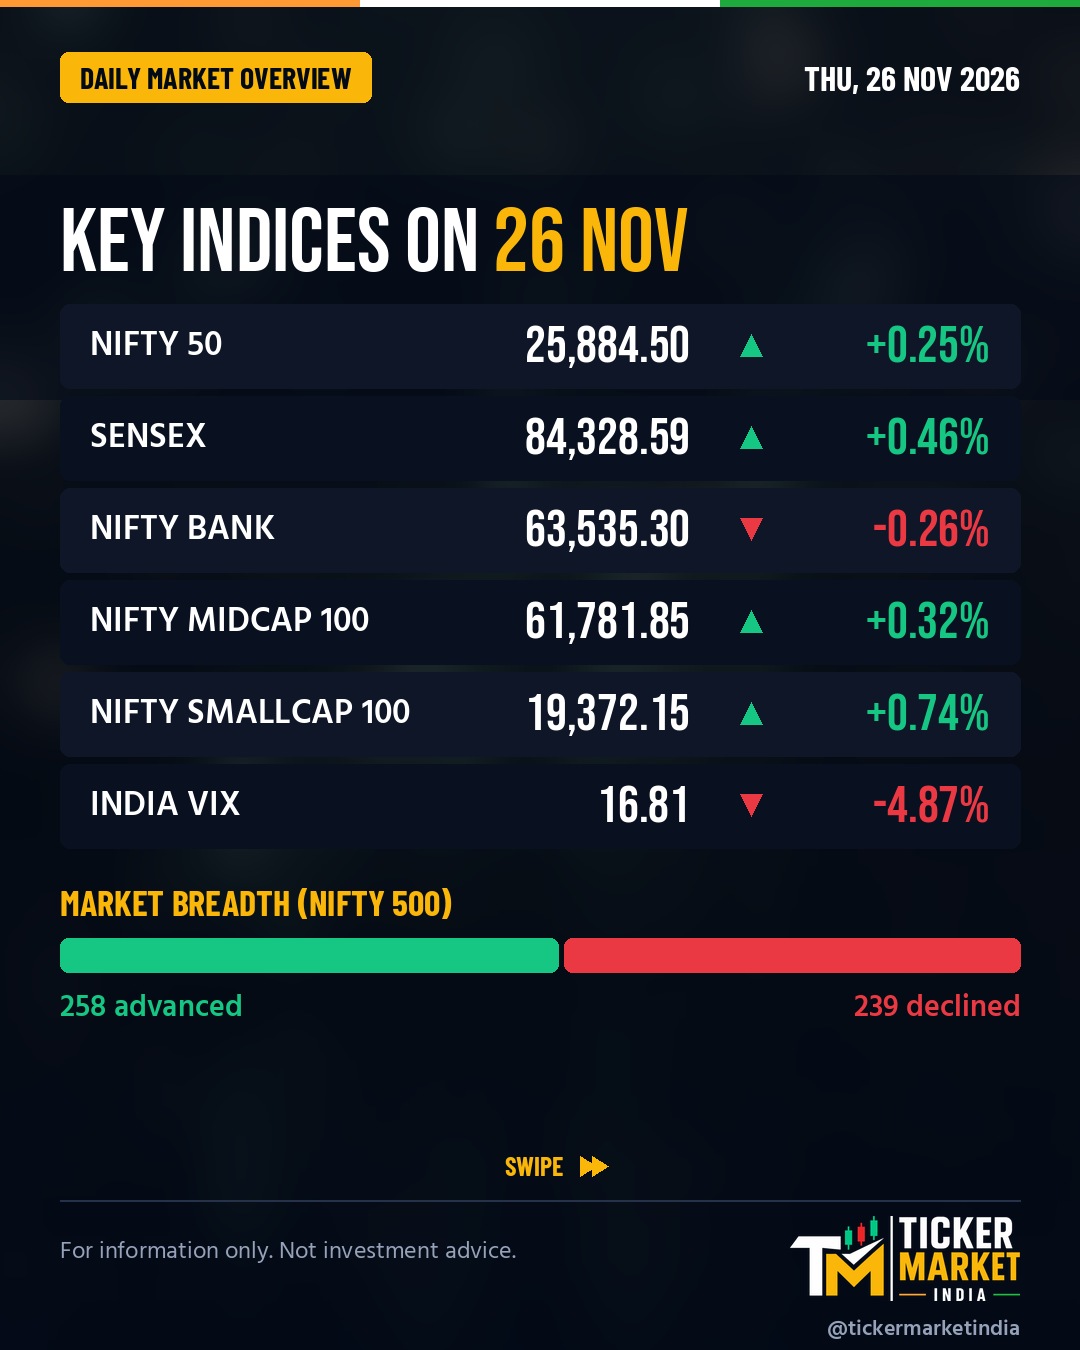 DAILY MARKET OVERVIEW
THU, 26 NOV 2026
KEY INDICES ON 26 NOV
NIFTY 50 25,884.50 ▲ +0.25%
SENSEX 84,328.59 ▲ +0.46%
NIFTY BANK 63,535.30 ▼ -0.26%
NIFTY MIDCAP 100 61,781.85 ▲ +0.32%
NIFTY SMALLCAP 100 19,372.15 ▲ +0.74%
INDIA VIX 16.81 ▼ -4.87%
MARKET BREADTH (NIFTY 500)
258 advanced 239 declined
SWIPE
For information only. Not investment advice.
TM
TICKER
MARKET
INDIA
@tickermarketindia